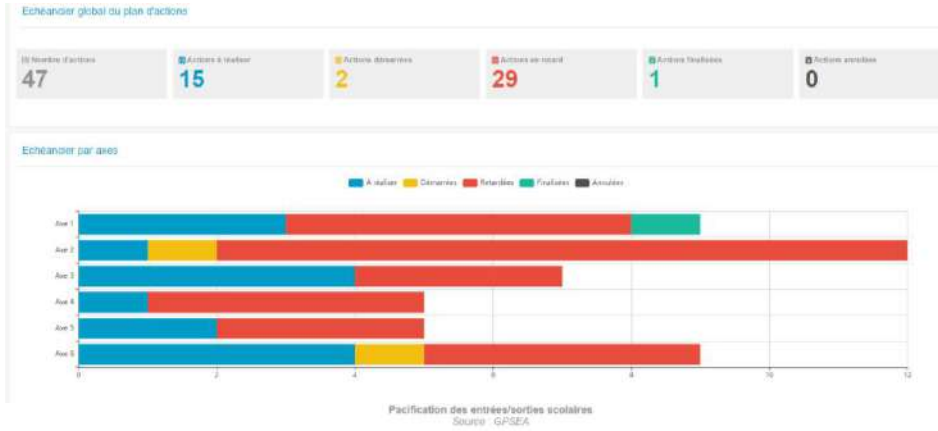 Echéancier global du plan d'actions
Nombre d'actions
Actions à réaliser
Actions démarrées
Actions en retard
Actions finalisées
Actions annulées
47
15
2
29
1
0
Echéancier par axes
A réaliser Démarrées Retardées Finalisées Annulées
Axe 1
Axe 2
Axe 3
Axe 4
Axe 5
Axe 6
0 2 4 6 8 10 12
Pacification des entrées/sorties scolaires
Source : GPSEA